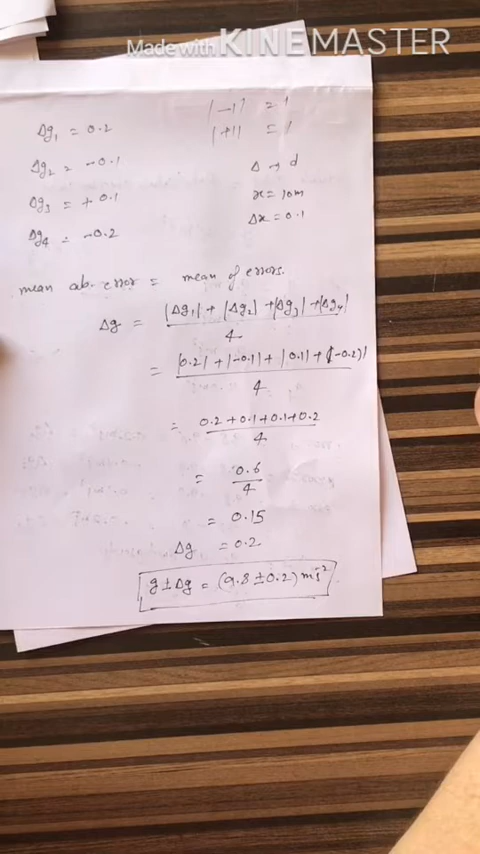 Made with KINEMASTER
|-1| = 1
|+1| = 1
Δg₁ = 0.2
Δg₂ = -0.1
Δg₃ = +0.1
Δg₄ = -0.2
Δ → d
x = 10m
Δx = 0.1
mean ab. error = mean of errors.
Δg = |Δg₁| + |Δg₂| + |Δg₃| + |Δg₄| / 4
= |0.2| + |-0.1| + |0.1| + |(-0.2)| / 4
= 0.2+0.1+0.1+0.2 / 4
= 0.6 / 4
= 0.15
Δg = 0.2
g ± Δg = (9.8 ± 0.2) ms⁻²